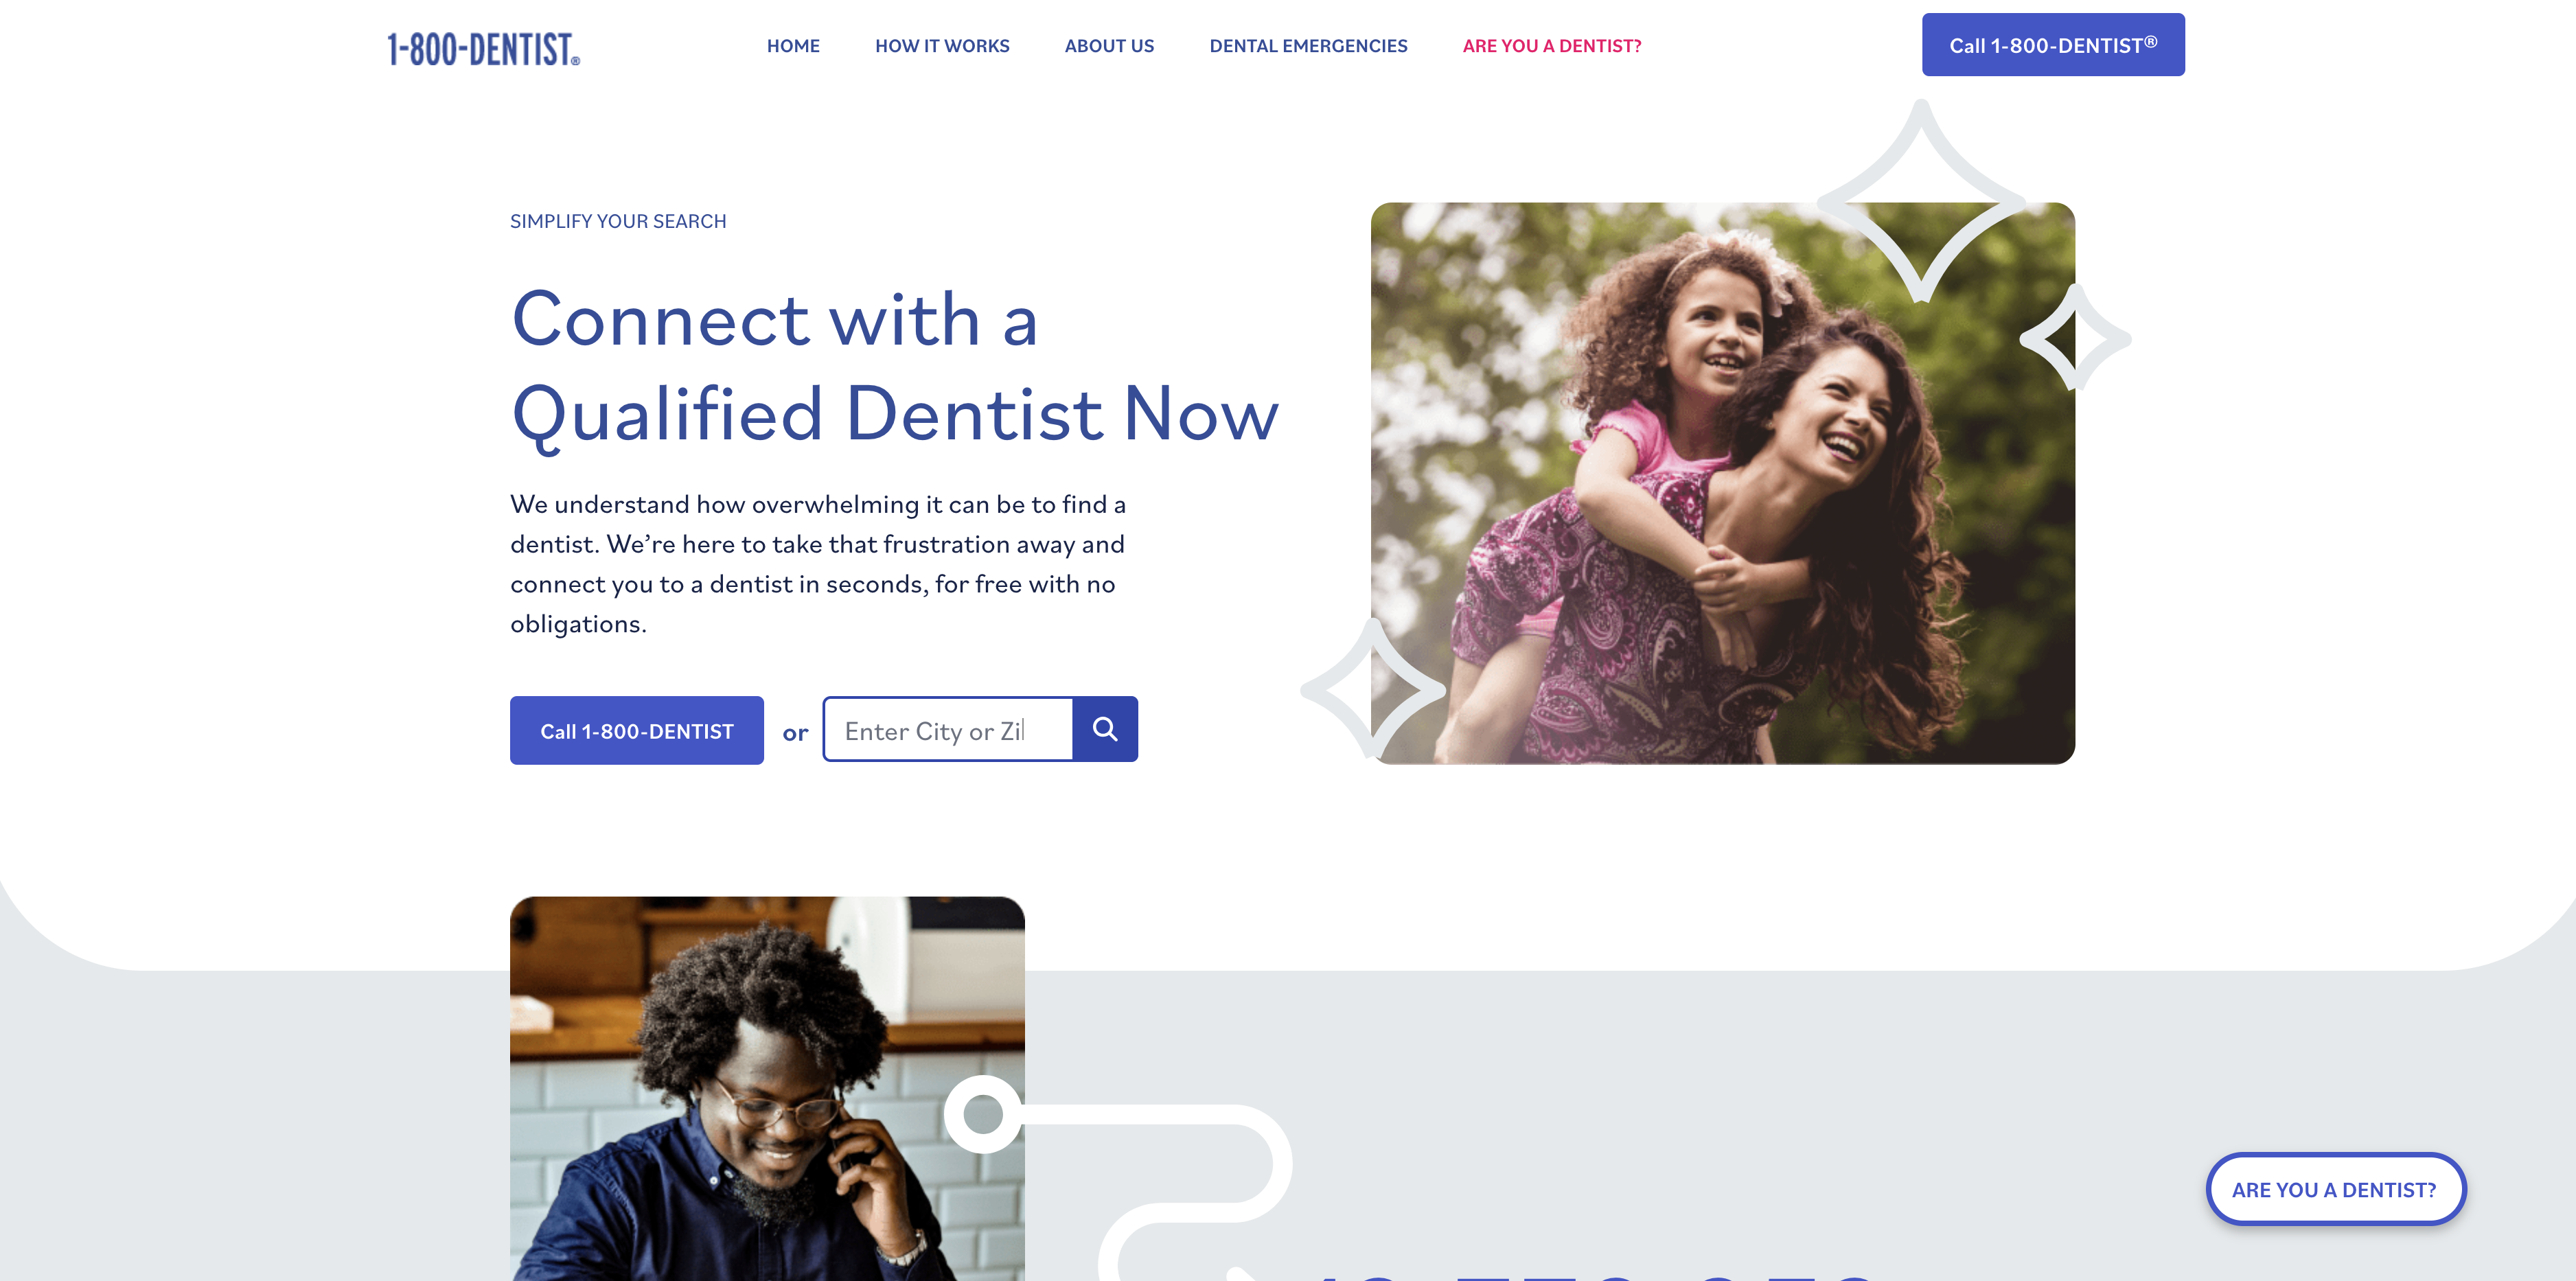 1-800-DENTIST®
HOME
HOW IT WORKS
ABOUT US
DENTAL EMERGENCIES
ARE YOU A DENTIST?
Call 1-800-DENTIST®
SIMPLIFY YOUR SEARCH
Connect with a
Qualified Dentist Now
We understand how overwhelming it can be to find a
dentist. We’re here to take that frustration away and
connect you to a dentist in seconds, for free with no
obligations.
Call 1-800-DENTIST
or
Enter City or Zi
ARE YOU A DENTIST?